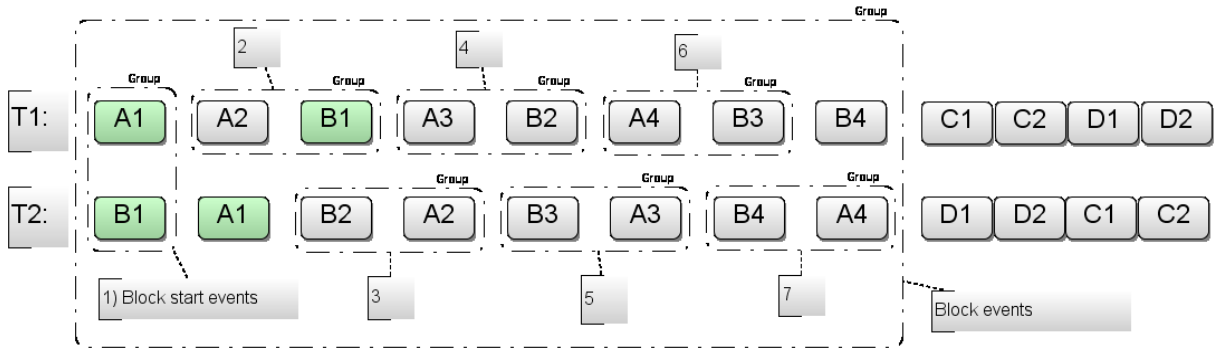 Group
2
4
6
Group
Group
Group
Group
T1:
A1
A2
B1
A3
B2
A4
B3
B4
C1
C2
D1
D2
Group
Group
Group
T2:
B1
A1
B2
A2
B3
A3
B4
A4
D1
D2
C1
C2
1) Block start events
3
5
7
Block events